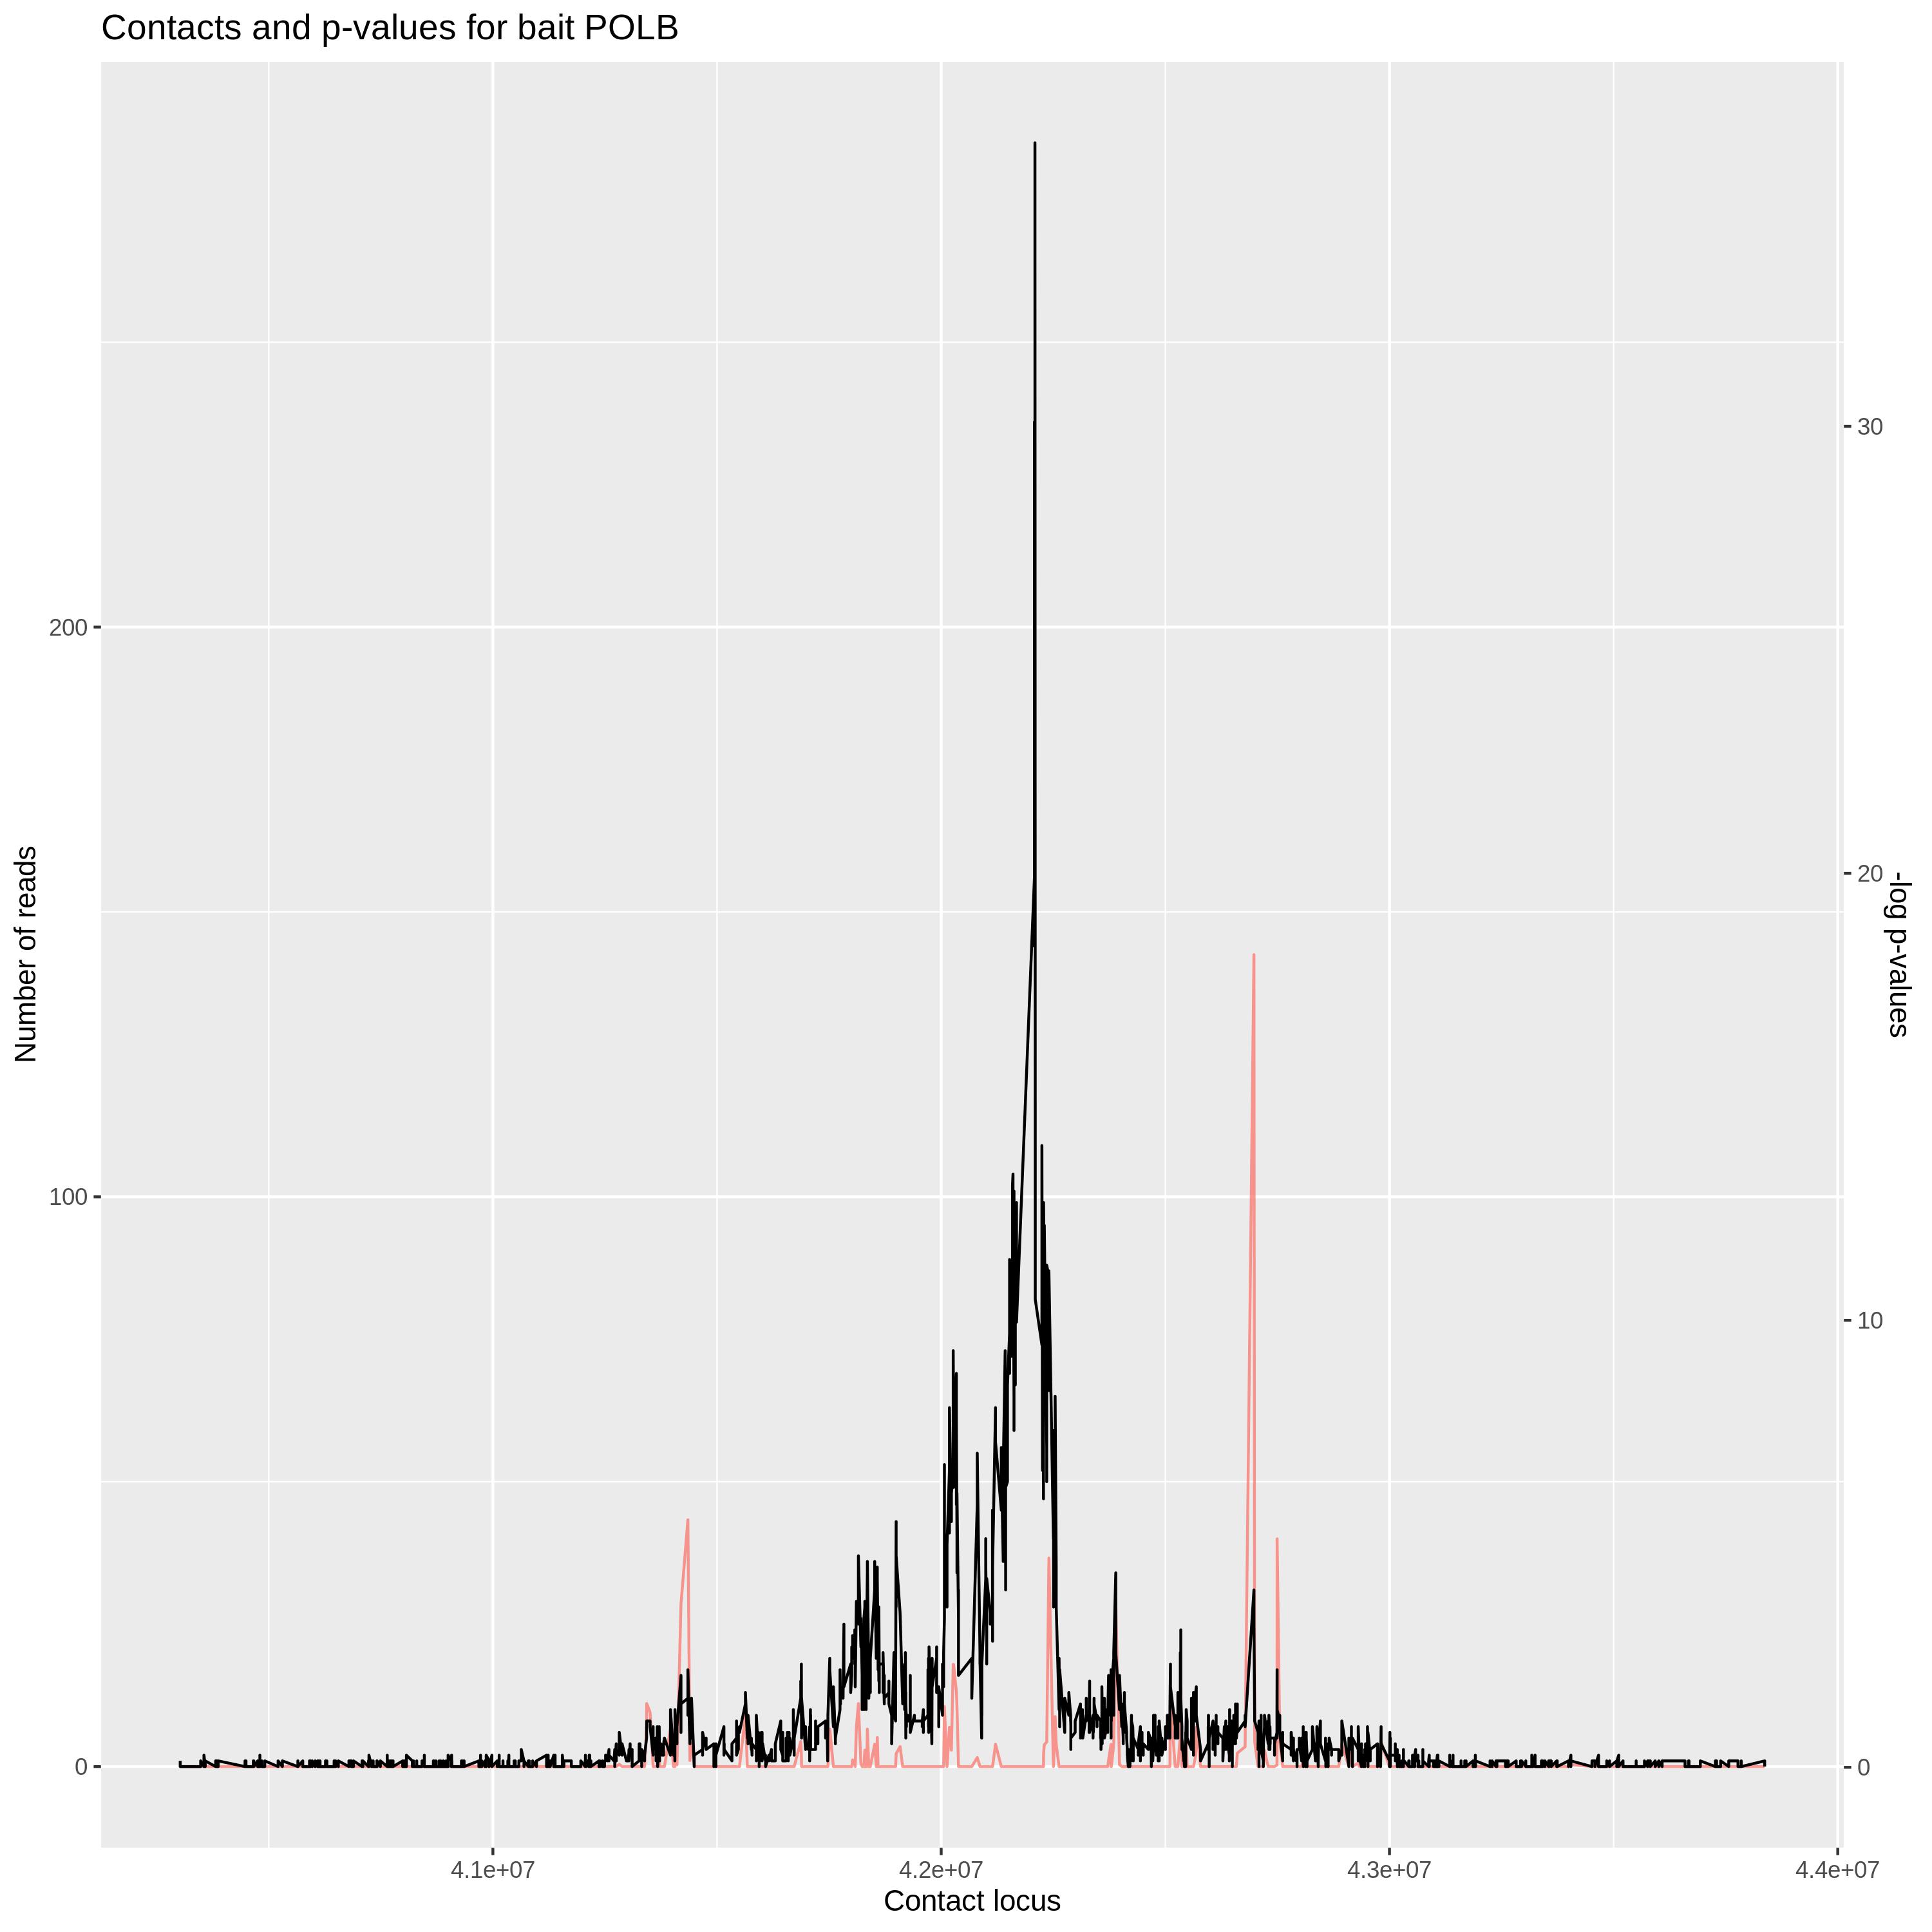 Contacts and p-values for bait POLB
Number of reads
200
100
0
30
20
10
0
-log p-values
4.1e+07
4.2e+07
4.3e+07
4.4e+07
Contact locus